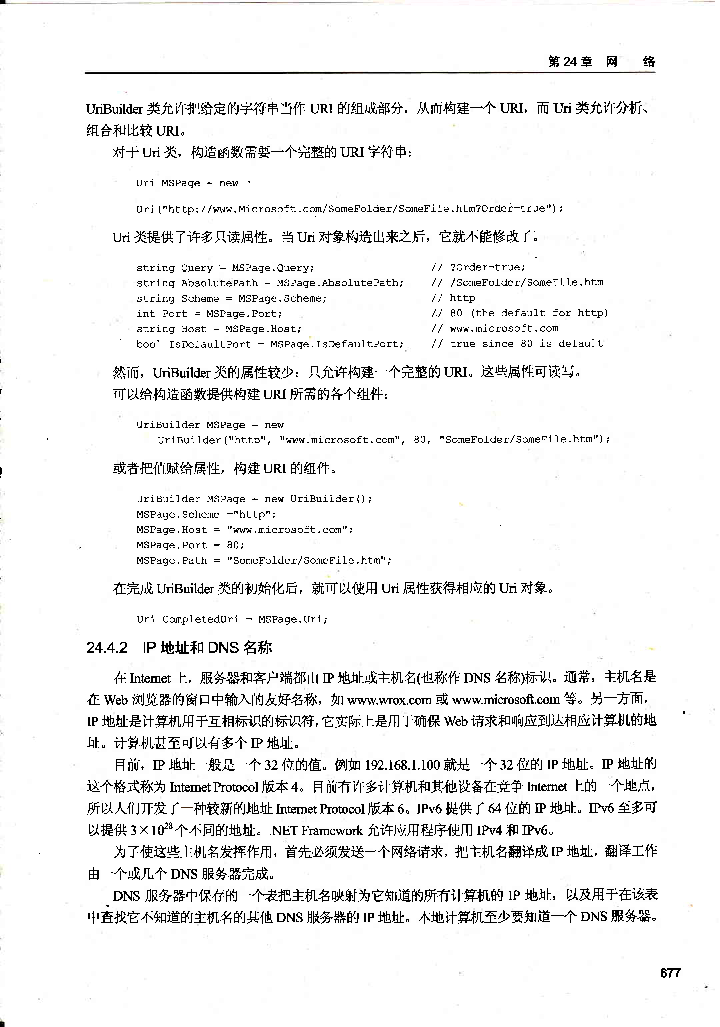 第 24 章 网 络
UriBuilder 类允许把给定的字符串当作 URI 的组成部分，从而构建一个 URI，而 Uri 类允许分析、
组合和比较 URI。
对于 Uri 类，构造函数需要一个完整的 URI 字符串：
Uri MSPage = new
Uri("http://www.Microsoft.com/SomeFolder/SomeFile.htm?Order=true");
Uri 类提供了许多只读属性。当 Uri 对象构造出来之后，它就不能修改了。
string Query = MSPage.Query; // ?Order=true;
string AbsolutePath = MSPage.AbsolutePath; // /SomeFolder/SomeFile.htm
string Scheme = MSPage.Scheme; // http
int Port = MSPage.Port; // 80 (the default for http)
string Host = MSPage.Host; // www.microsoft.com
bool IsDefaultPort = MSPage.IsDefaultPort; // true since 80 is default
然而，UriBuilder 类的属性较少：只允许构建一个完整的 URI。这些属性可读写。
可以给构造函数提供构建 URI 所需的各个组件：
UriBuilder MSPage = new
UriBuilder("http", "www.microsoft.com", 80, "SomeFolder/SomeFile.htm");
或者把值赋给属性，构建 URI 的组件。
UriBuilder MSPage = new UriBuilder();
MSPage.Scheme ="http";
MSPage.Host = "www.microsoft.com";
MSPage.Port = 80;
MSPage.Path = "SomeFolder/SomeFile.htm";
在完成 UriBuilder 类的初始化后，就可以使用 Uri 属性获得相应的 Uri 对象。
Uri CompletedUri = MSPage.Uri;
24.4.2 IP 地址和 DNS 名称
在 Internet 上，服务器和客户端都由 IP 地址或主机名(也称作 DNS 名称)标识。通常，主机名是
在 Web 浏览器的窗口中输入的友好名称，如 www.wrox.com 或 www.microsoft.com 等。另一方面，
IP 地址是计算机用于互相标识的标识符，它实际上是用于确保 Web 请求和响应到达相应计算机的地
址。计算机甚至可以有多个 IP 地址。
目前，IP 地址一般是一个 32 位的值。例如 192.168.1.100 就是一个 32 位的 IP 地址。IP 地址的
这个格式称为 Internet Protocol 版本 4。目前有许多计算机和其他设备在竞争 Internet 上的一个地点，
所以人们开发了一种较新的地址 Internet Protocol 版本 6。IPv6 提供了 64 位的 IP 地址。IPv6 至多可
以提供 3×10²⁸个不同的地址。.NET Framework 允许应用程序使用 IPv4 和 IPv6。
为了使这些主机名发挥作用，首先必须发送一个网络请求，把主机名翻译成 IP 地址，翻译工作
由一个或几个 DNS 服务器完成。
DNS 服务器中保存的一个表把主机名映射为它知道的所有计算机的 IP 地址，以及用于在该表
中查找它不知道的主机名的其他 DNS 服务器的 IP 地址。本地计算机至少要知道一个 DNS 服务器。
677